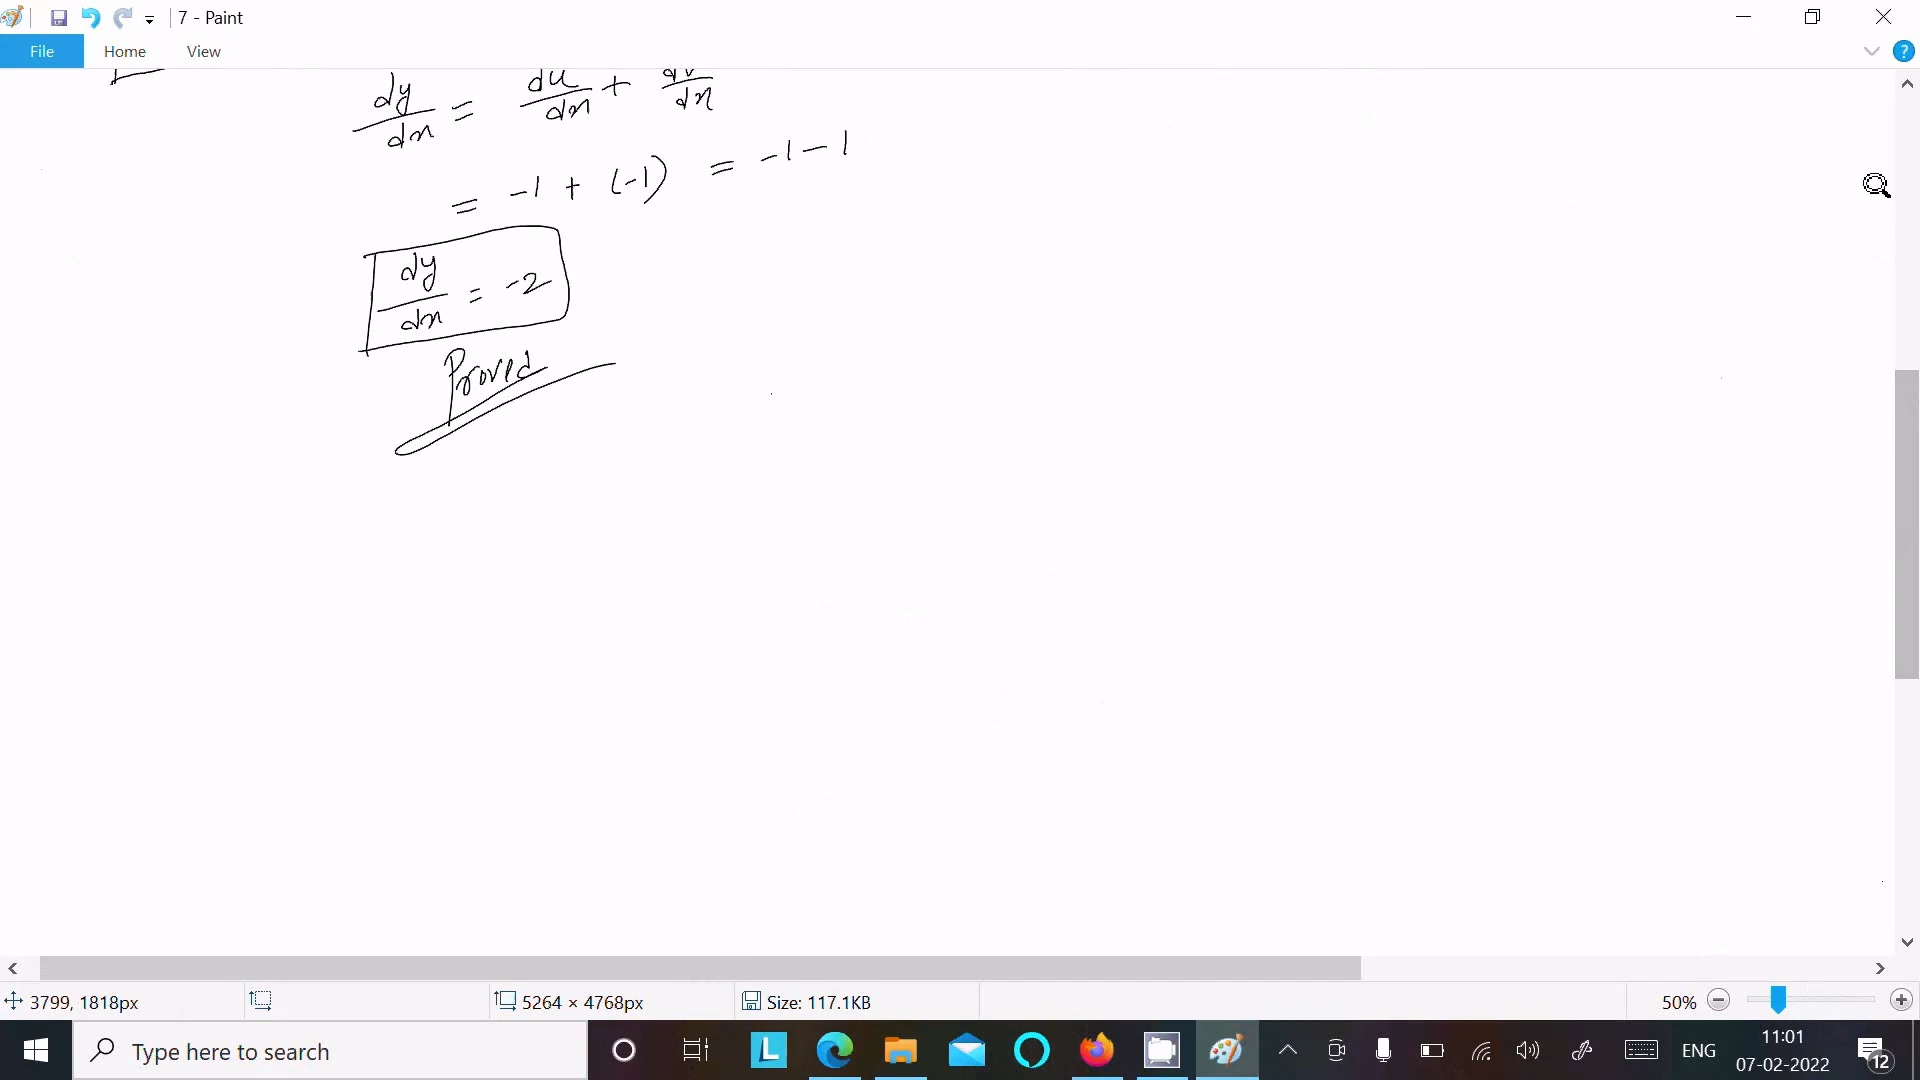 7 - Paint
File Home View
dy/dx = du/dx + dv/dx
= -1 + (-1) = -1 - 1
dy/dx = -2
Proved
3799, 1818px 5264 × 4768px Size: 117.1KB 50%
Type here to search
ENG
11:01
07-02-2022
12